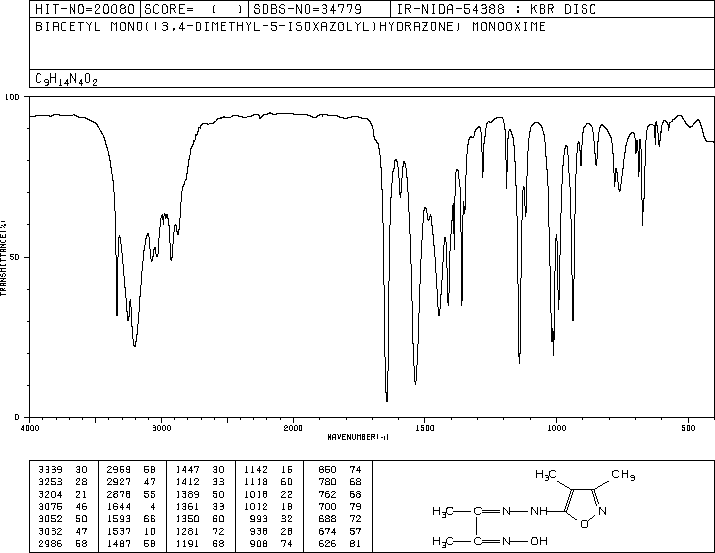 HIT-NO=20080 SCORE= ( ) SDBS-NO=34779 IR-NIDA-54388 : KBR DISC
BIACETYL MONO((3,4-DIMETHYL-5-ISOXAZOLYL)HYDRAZONE) MONOOXIME
C9H14N4O2
100
TRANSMITTANCE(%)
50
0
4000 3000 2000 1500 1000 500
WAVENUMBER(-1)
3339 30 2969 58 1447 30 1142 16 850 74
3253 28 2927 47 1412 33 1118 60 780 68
3204 21 2878 55 1389 50 1018 22 762 68
3075 46 1644 4 1361 33 1012 18 700 79
3052 50 1593 66 1350 60 993 32 688 72
3032 47 1537 10 1281 72 938 28 674 57
2986 58 1487 58 1191 68 908 74 626 81
H3C CH3
H3C N NH N
O
H3C N OH